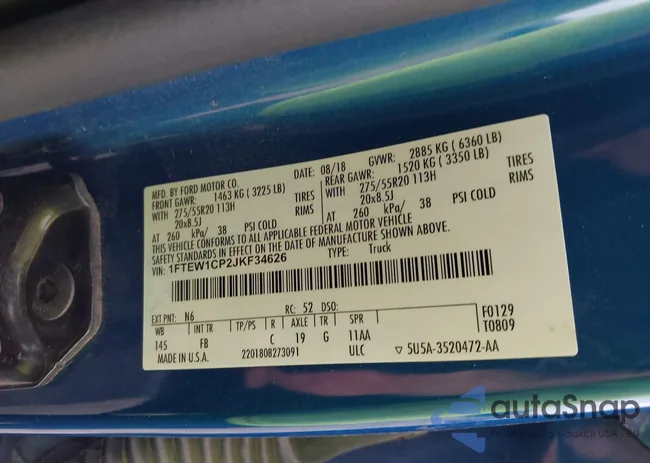 MFD. BY FORD MOTOR CO.
DATE: 08/18 GVWR: 2885 KG ( 6360 LB)
FRONT GAWR: 1463 KG ( 3225 LB) REAR GAWR: 1520 KG ( 3350 LB)
WITH 275/55R20 113H TIRES WITH 275/55R20 113H TIRES
20x8.5J RIMS 20x8.5J RIMS
AT 260 kPa/ 38 PSI COLD AT 260 kPa/ 38 PSI COLD
THIS VEHICLE CONFORMS TO ALL APPLICABLE FEDERAL MOTOR VEHICLE
SAFETY STANDARDS IN EFFECT ON THE DATE OF MANUFACTURE SHOWN ABOVE.
VIN: 1FTEW1CP2JKF34626 TYPE: Truck
EXT PNT: N6 RC: 52 DSO: F0129
WB INT TR TP/PS R AXLE TR SPR T0809
145 FB C 19 G 11AA
MADE IN U.S.A. 2201808273091 ULC 5U5A-3520472-AA
autaSnap